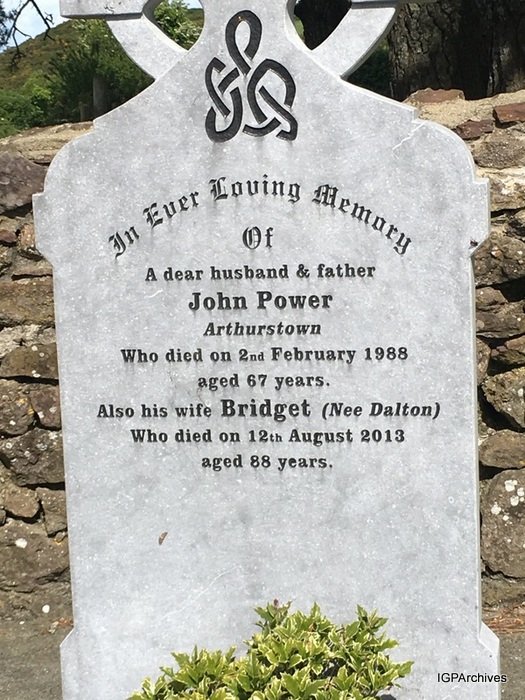 In Ever Loving Memory
Of
A dear husband & father
John Power
Arthurstown
Who died on 2nd February 1988
aged 67 years.
Also his wife Bridget (Nee Dalton)
Who died on 12th August 2013
aged 88 years.
IGPArchives